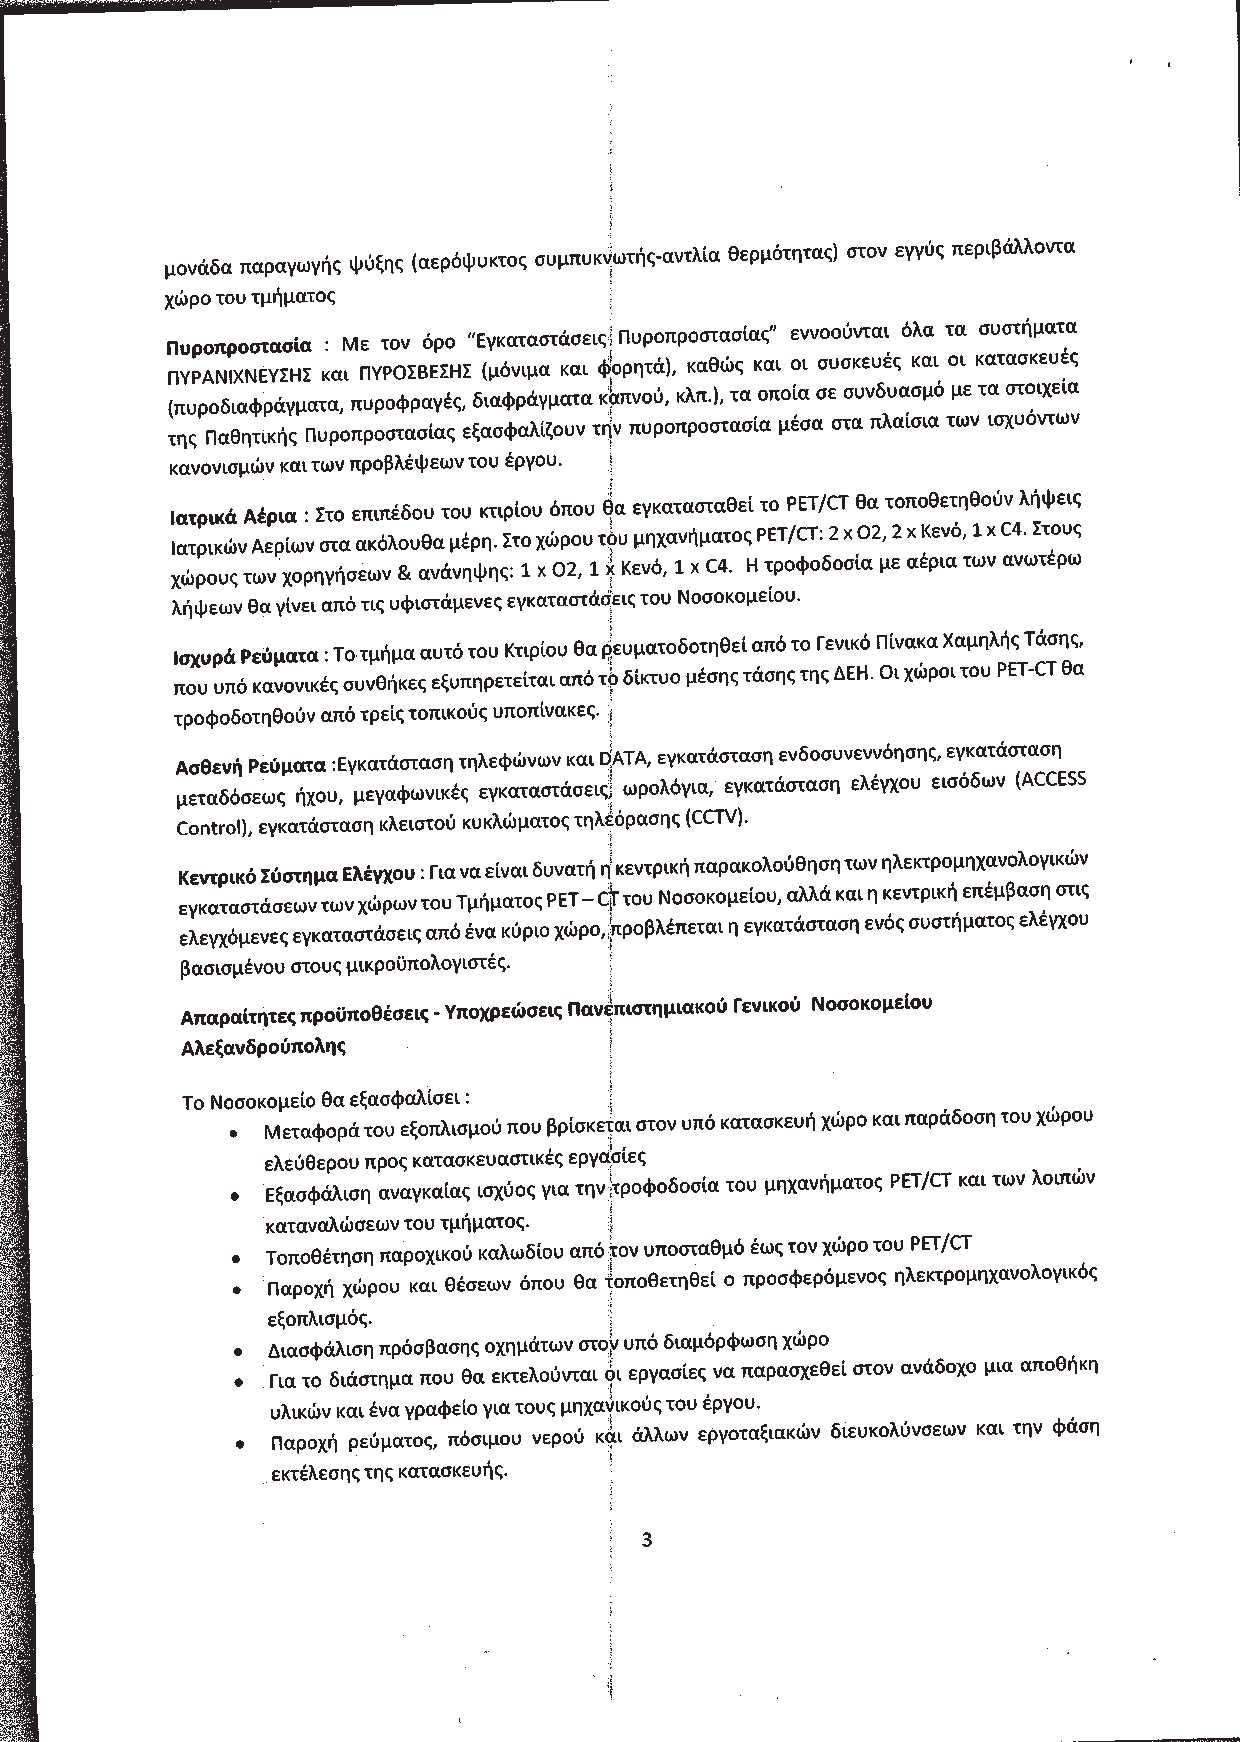 μονάδα παραγωγής ψύξης (αερόψυκτος συμπυκνωτής-αντλία θερμότητας) στον εγγύς περιβάλλοντα
χώρο του τμήματος
Πυροπροστασία : Με τον όρο "Εγκαταστάσεις Πυροπροστασίας" εννοούνται όλα τα συστήματα
ΠΥΡΑΝΙΧΝΕΥΣΗΣ και ΠΥΡΟΣΒΕΣΗΣ (μόνιμα και φορητά), καθώς και οι συσκευές και οι κατασκευές
(πυροδιαφράγματα, πυροφραγές, διαφράγματα καπνού, κλπ.), τα οποία σε συνδυασμό με τα στοιχεία
της Παθητικής Πυροπροστασίας εξασφαλίζουν την πυροπροστασία μέσα στα πλαίσια των ισχυόντων
κανονισμών και των προβλέψεων του έργου.
Ιατρικά Αέρια : Στο επιπέδου του κτιρίου όπου θα εγκατασταθεί το PET/CT θα τοποθετηθούν λήψεις
Ιατρικών Αερίων στα ακόλουθα μέρη. Στο χώρου του μηχανήματος PET/CT: 2 x O2, 2 x Κενό, 1 x C4. Στους
χώρους των χορηγήσεων & ανάνηψης: 1 x O2, 1 x Κενό, 1 x C4. Η τροφοδοσία με αέρια των ανωτέρω
λήψεων θα γίνει από τις υφιστάμενες εγκαταστάσεις του Νοσοκομείου.
Ισχυρά Ρεύματα : Το τμήμα αυτό του Κτιρίου θα ρευματοδοτηθεί από το Γενικό Πίνακα Χαμηλής Τάσης,
που υπό κανονικές συνθήκες εξυπηρετείται από το δίκτυο μέσης τάσης της ΔΕΗ. Οι χώροι του PET-CT θα
τροφοδοτηθούν από τρείς τοπικούς υποπίνακες.
Ασθενή Ρεύματα :Εγκατάσταση τηλεφώνων και DATA, εγκατάσταση ενδοσυνεννόησης, εγκατάσταση
μεταδόσεως ήχου, μεγαφωνικές εγκαταστάσεις, ωρολόγια, εγκατάσταση ελέγχου εισόδων (ACCESS
Control), εγκατάσταση κλειστού κυκλώματος τηλεόρασης (CCTV).
Κεντρικό Σύστημα Ελέγχου : Για να είναι δυνατή η κεντρική παρακολούθηση των ηλεκτρομηχανολογικών
εγκαταστάσεων των χώρων του Τμήματος PET – CT του Νοσοκομείου, αλλά και η κεντρική επέμβαση στις
ελεγχόμενες εγκαταστάσεις από ένα κύριο χώρο, προβλέπεται η εγκατάσταση ενός συστήματος ελέγχου
βασισμένου στους μικροϋπολογιστές.
Απαραίτητες προϋποθέσεις - Υποχρεώσεις Πανεπιστημιακού Γενικού Νοσοκομείου
Αλεξανδρούπολης
Το Νοσοκομείο θα εξασφαλίσει :
• Μεταφορά του εξοπλισμού που βρίσκεται στον υπό κατασκευή χώρο και παράδοση του χώρου
ελεύθερου προς κατασκευαστικές εργασίες
• Εξασφάλιση αναγκαίας ισχύος για την τροφοδοσία του μηχανήματος PET/CT και των λοιπών
καταναλώσεων του τμήματος.
• Τοποθέτηση παροχικού καλωδίου από τον υποσταθμό έως τον χώρο του PET/CT
• Παροχή χώρου και θέσεων όπου θα τοποθετηθεί ο προσφερόμενος ηλεκτρομηχανολογικός
εξοπλισμός.
• Διασφάλιση πρόσβασης οχημάτων στον υπό διαμόρφωση χώρο
• Για το διάστημα που θα εκτελούνται οι εργασίες να παρασχεθεί στον ανάδοχο μια αποθήκη
υλικών και ένα γραφείο για τους μηχανικούς του έργου.
• Παροχή ρεύματος, πόσιμου νερού και άλλων εργοταξιακών διευκολύνσεων και την φάση
εκτέλεσης της κατασκευής.
3